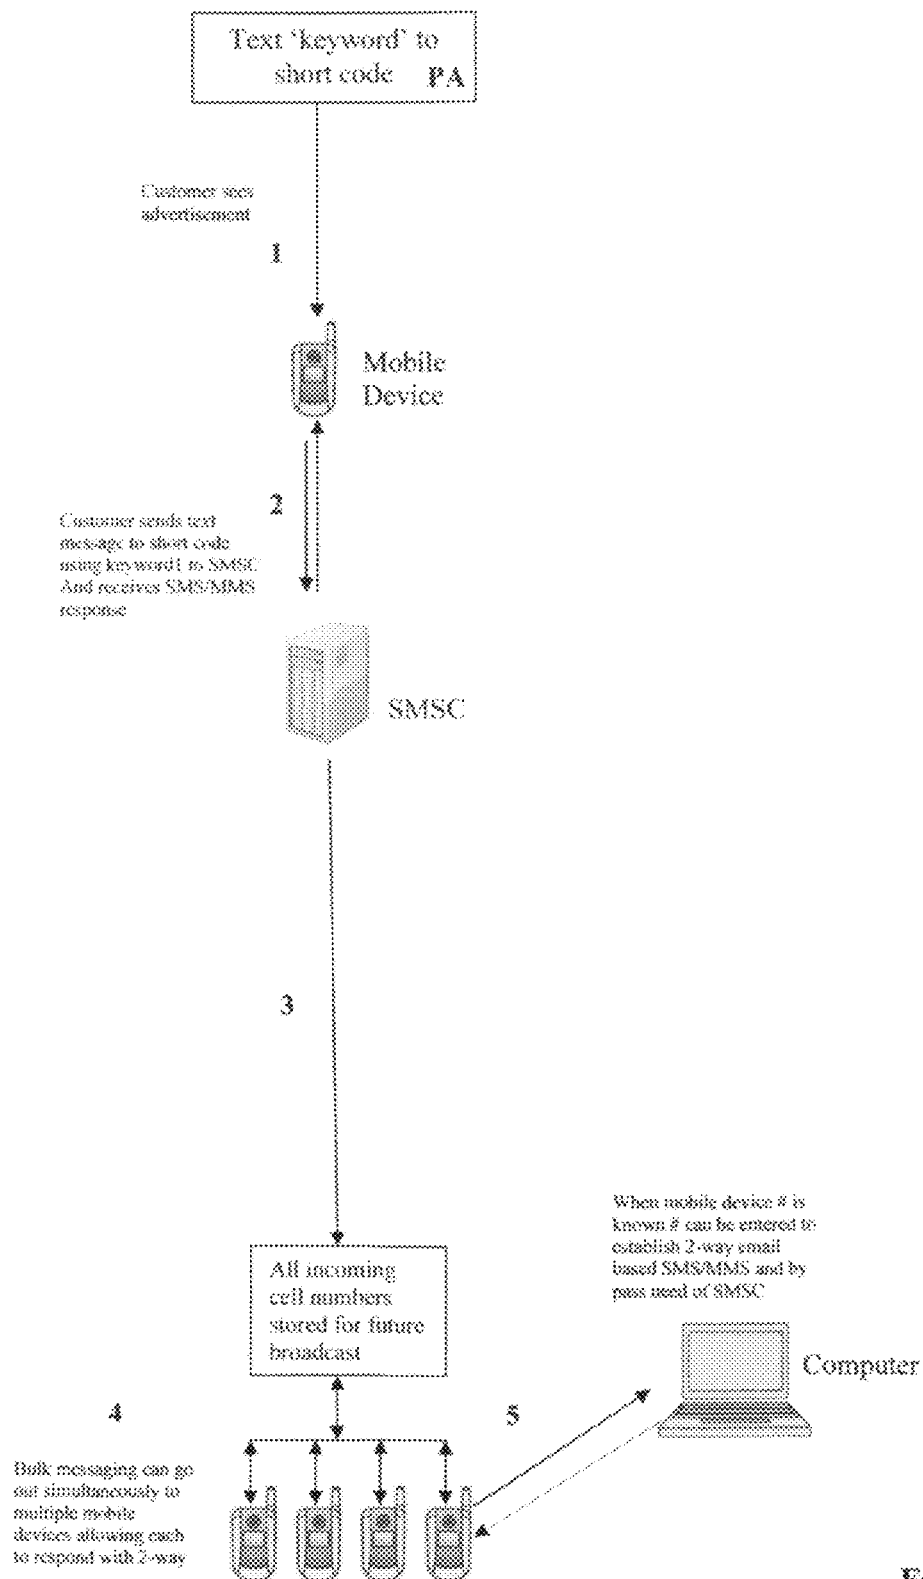 Text ‘keyword’ to
short code PA
Customer sees
advertisement
1
Mobile
Device
2
Customer sends text
message to short code
using keyword1 to SMSC
And receives SMS/MMS
response
SMSC
3
When mobile device # is
known # can be entered to
establish 2-way email
based SMS/MMS and by
pass need of SMSC
All incoming
cell numbers
stored for future
broadcast
Computer
4
5
Bulk messaging can go
out simultaneously to
multiple mobile
devices allowing each
to respond with 2-way